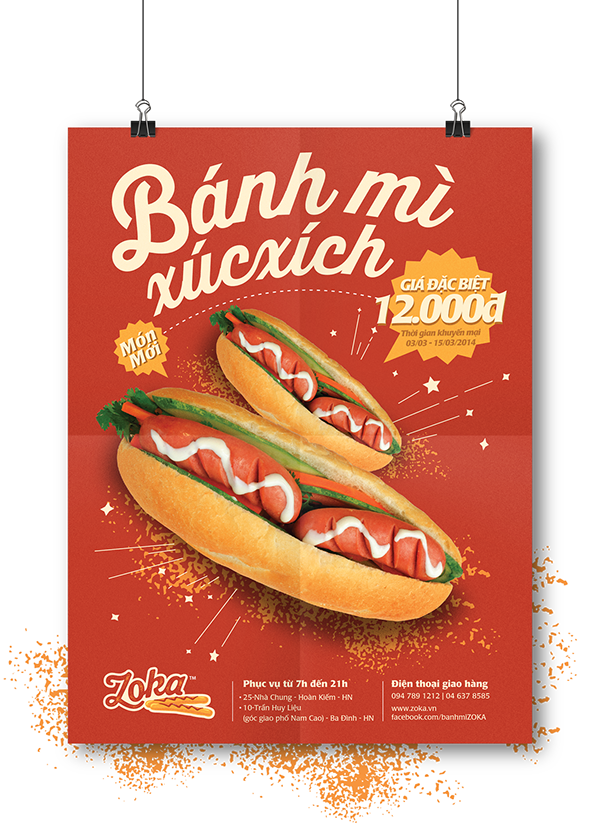 Bánh mì
xúcxích
GIÁ ĐẶC BIỆT
12.000đ
Thời gian khuyến mại
03/03 - 15/03/2014
Món
Mới
Zoka™
Phục vụ từ 7h đến 21h
• 25-Nhà Chung - Hoàn Kiếm - HN
• 10-Trần Huy Liệu
(góc giao phố Nam Cao) - Ba Đình - HN
Điện thoại giao hàng
094 789 1212 | 04 637 8585
www.zoka.vn
facebook.com/banhmiZOKA